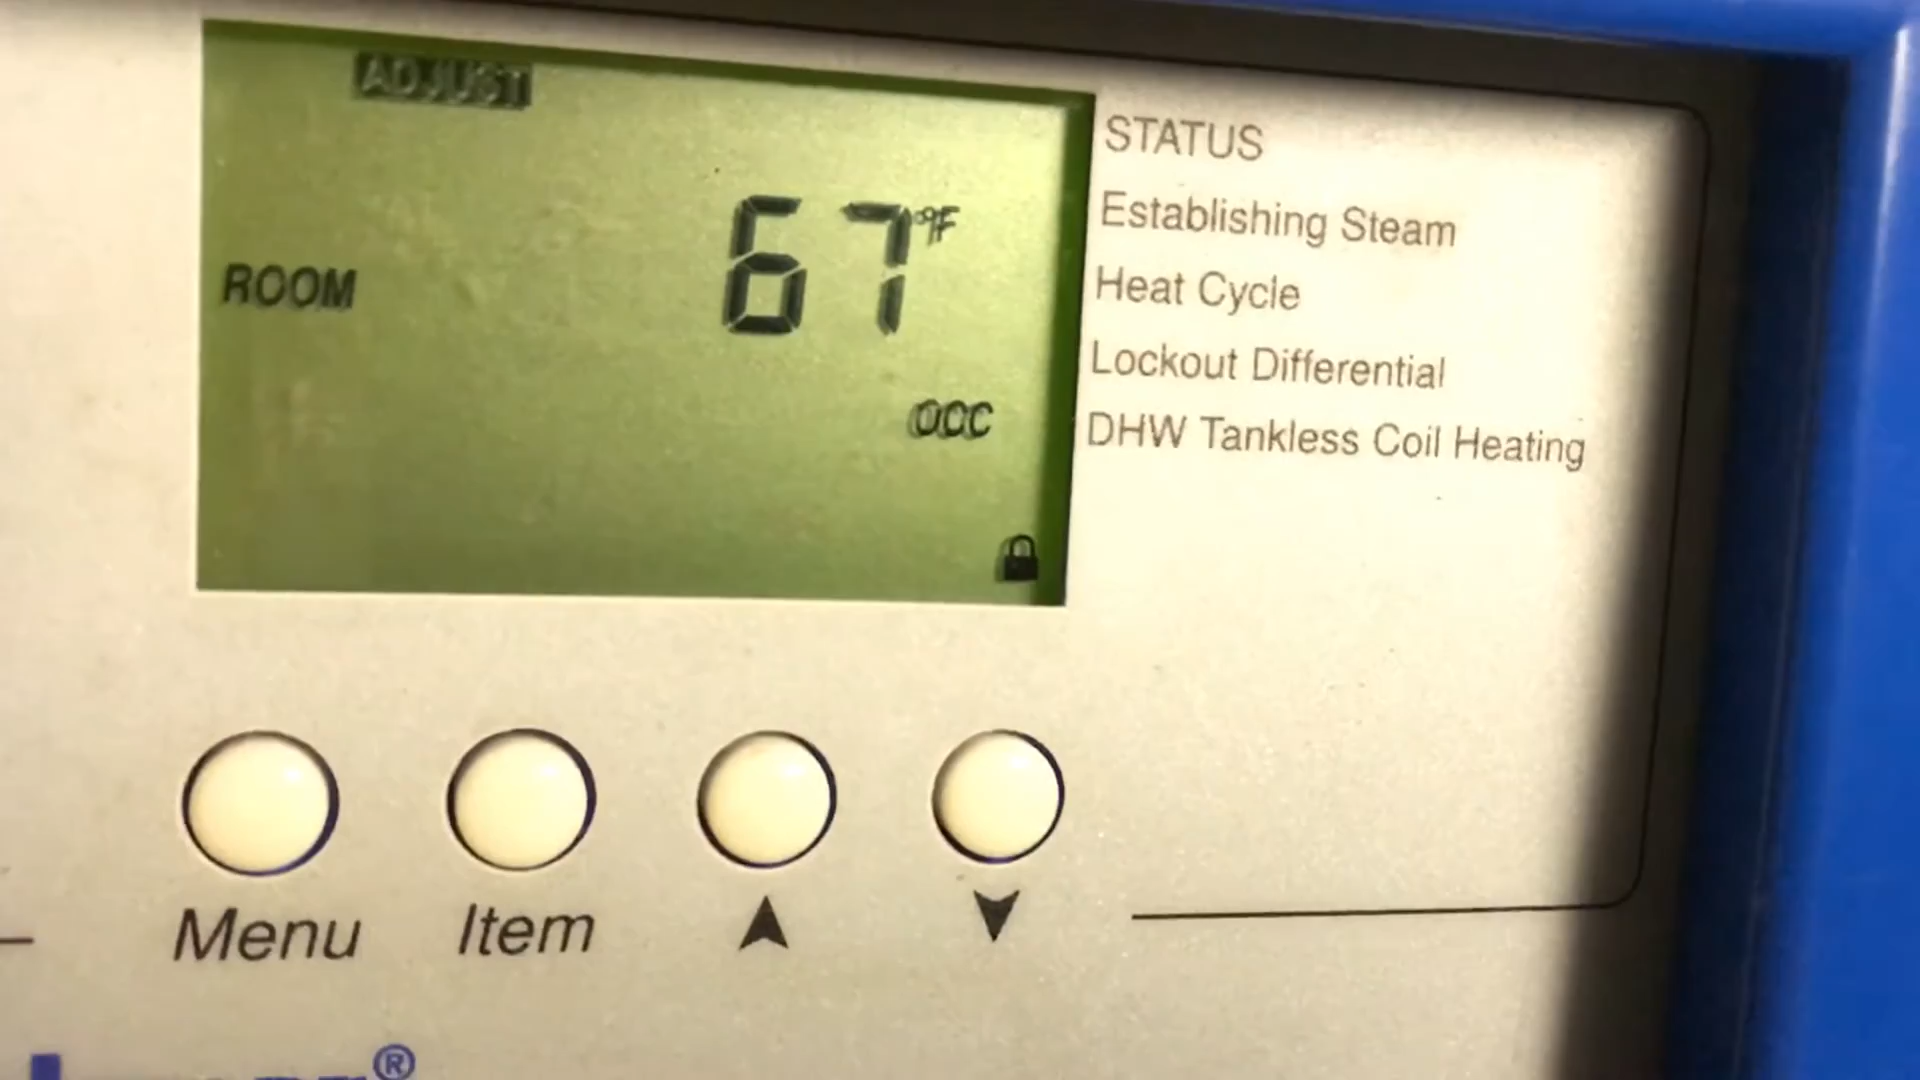 ADJUST
67°F
ROOM
OCC
STATUS
Establishing Steam
Heat Cycle
Lockout Differential
DHW Tankless Coil Heating
Menu
Item
®